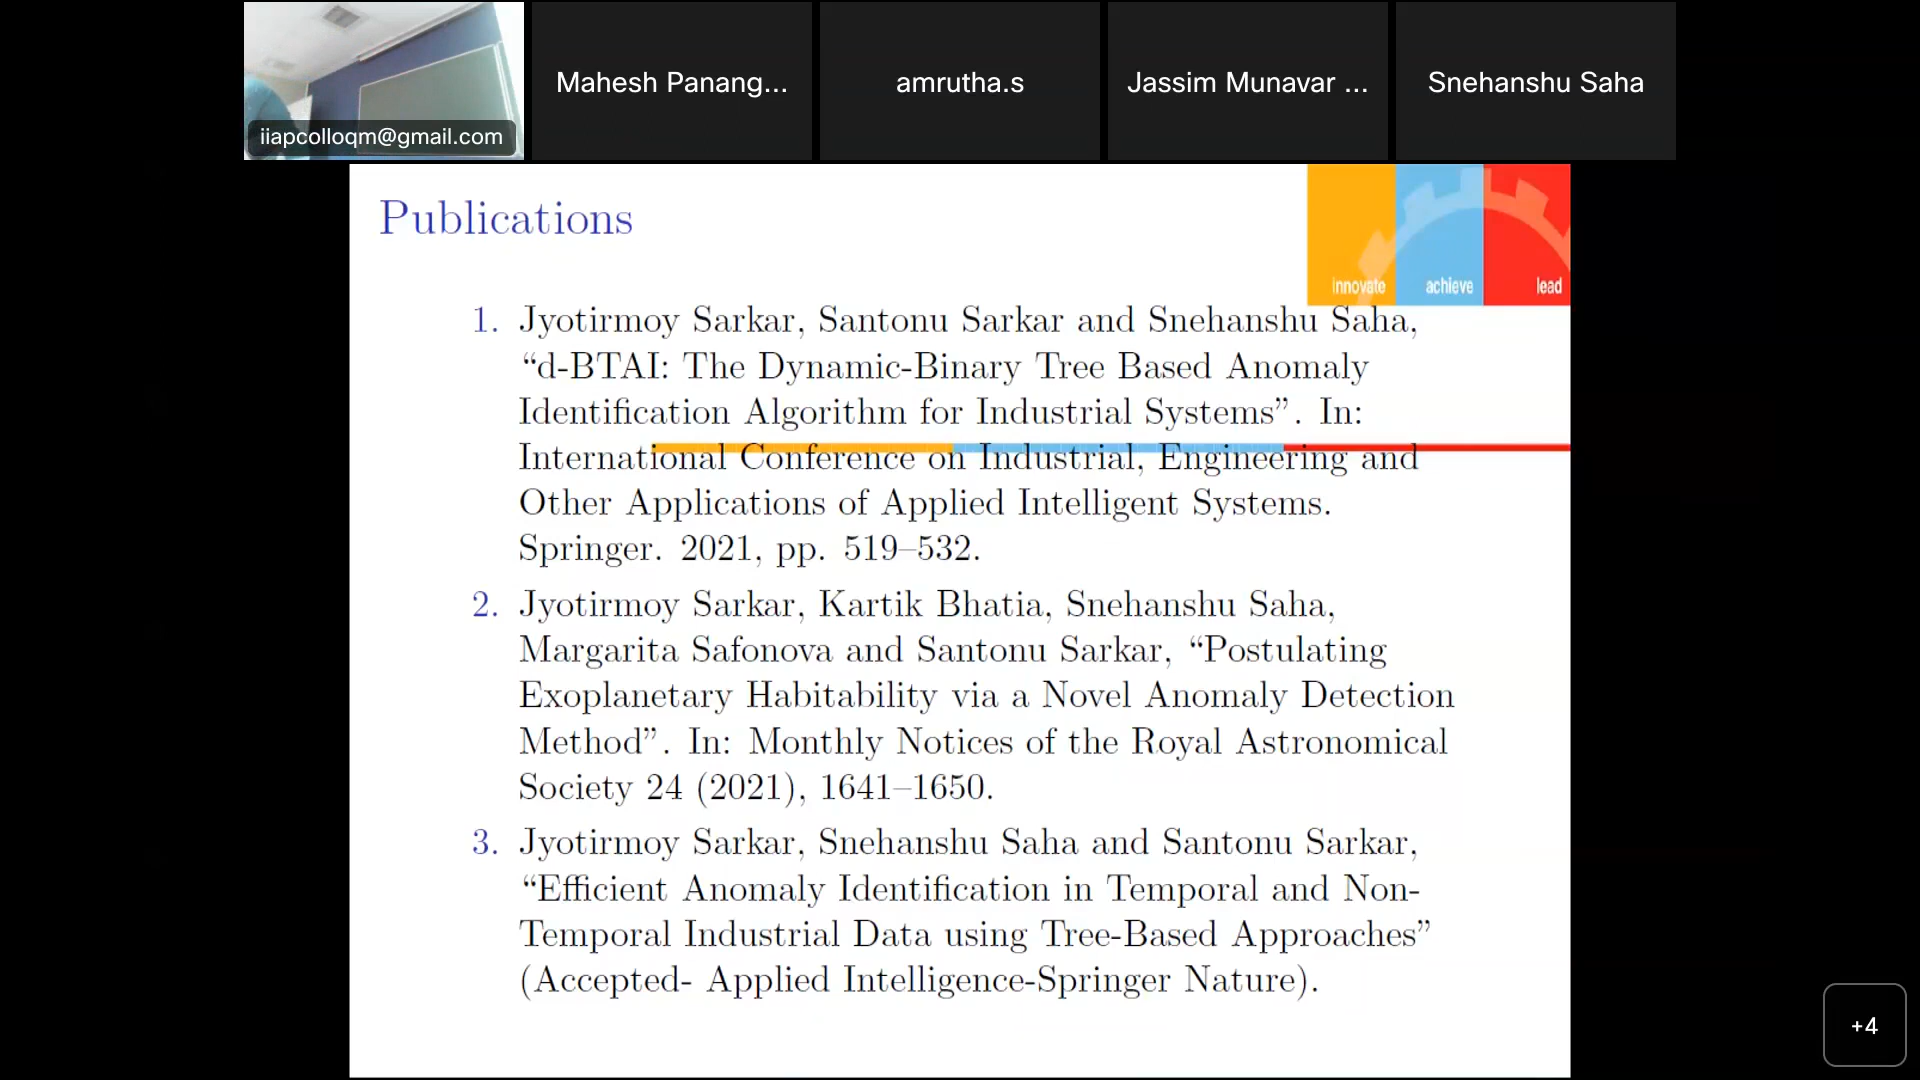 iiapcolloqm@gmail.com
Mahesh Panang...
amrutha.s
Jassim Munavar ...
Snehanshu Saha
Publications
innovate
achieve
lead
1. Jyotirmoy Sarkar, Santonu Sarkar and Snehanshu Saha,
“d-BTAI: The Dynamic-Binary Tree Based Anomaly
Identification Algorithm for Industrial Systems”. In:
International Conference on Industrial, Engineering and
Other Applications of Applied Intelligent Systems.
Springer. 2021, pp. 519–532.
2. Jyotirmoy Sarkar, Kartik Bhatia, Snehanshu Saha,
Margarita Safonova and Santonu Sarkar, “Postulating
Exoplanetary Habitability via a Novel Anomaly Detection
Method”. In: Monthly Notices of the Royal Astronomical
Society 24 (2021), 1641–1650.
3. Jyotirmoy Sarkar, Snehanshu Saha and Santonu Sarkar,
“Efficient Anomaly Identification in Temporal and Non-
Temporal Industrial Data using Tree-Based Approaches”
(Accepted- Applied Intelligence-Springer Nature).
+4